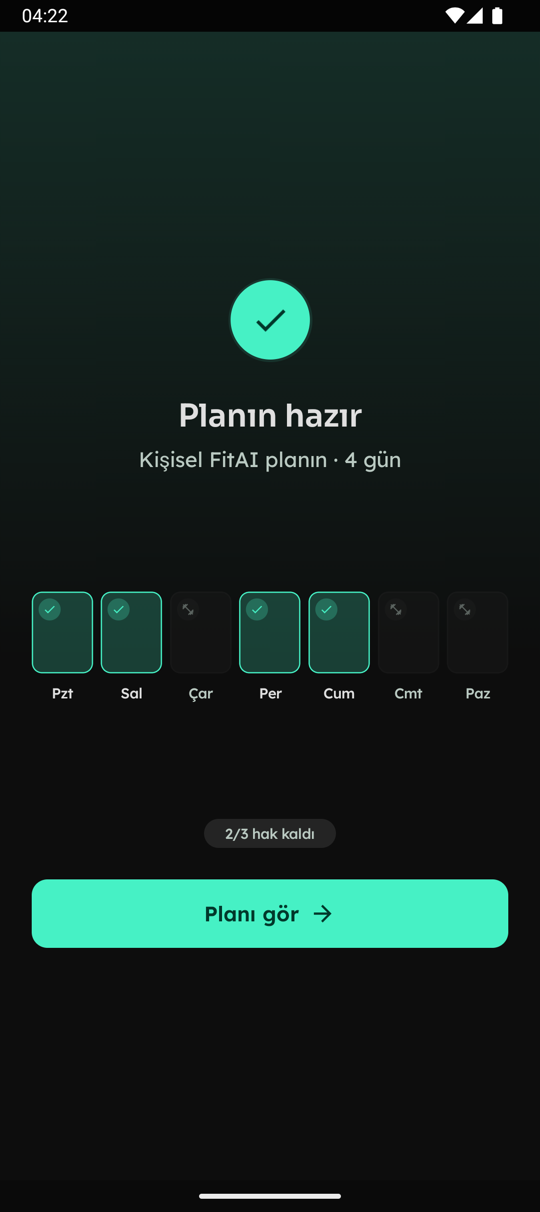 04:22
Planın hazır
Kişisel FitAI planın · 4 gün
Pzt Sal Çar Per Cum Cmt Paz
2/3 hak kaldı
Planı gör